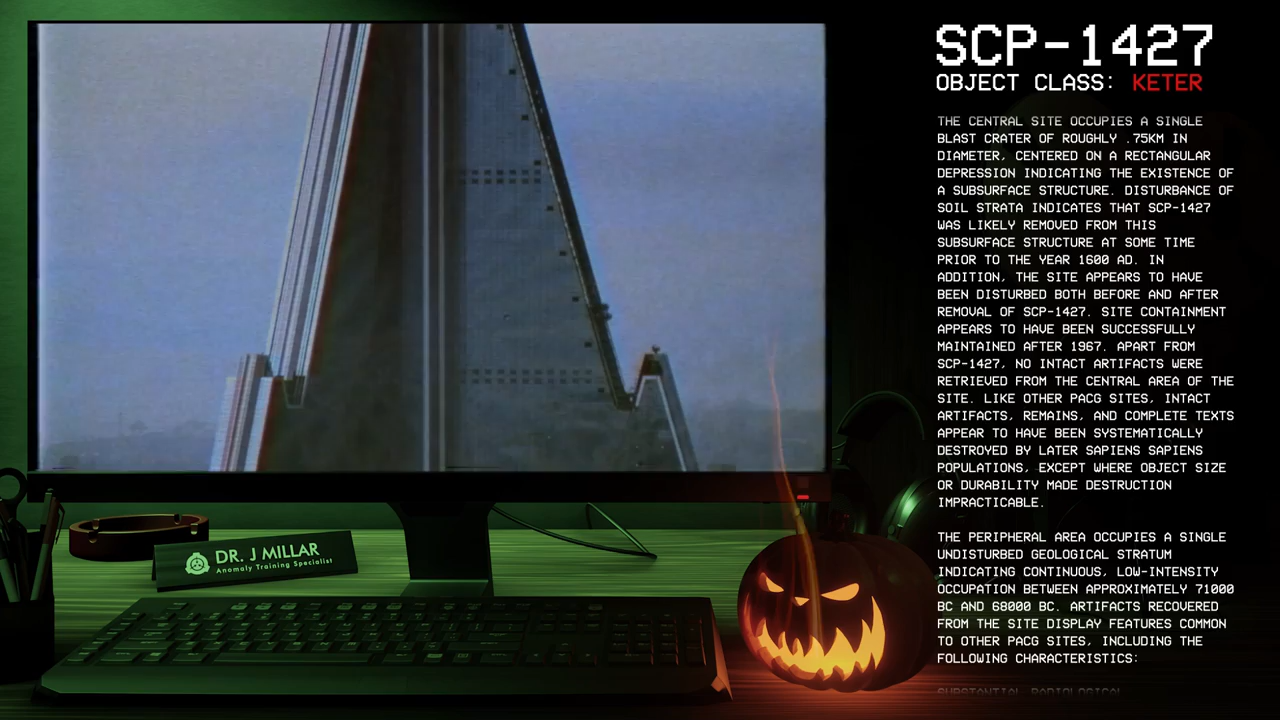 SCP-1427
OBJECT CLASS: KETER
THE CENTRAL SITE OCCUPIES A SINGLE
BLAST CRATER OF ROUGHLY .75KM IN
DIAMETER, CENTERED ON A RECTANGULAR
DEPRESSION INDICATING THE EXISTENCE OF
A SUBSURFACE STRUCTURE. DISTURBANCE OF
SOIL STRATA INDICATES THAT SCP-1427
WAS LIKELY REMOVED FROM THIS
SUBSURFACE STRUCTURE AT SOME TIME
PRIOR TO THE YEAR 1600 AD. IN
ADDITION, THE SITE APPEARS TO HAVE
BEEN DISTURBED BOTH BEFORE AND AFTER
REMOVAL OF SCP-1427. SITE CONTAINMENT
APPEARS TO HAVE BEEN SUCCESSFULLY
MAINTAINED AFTER 1967. APART FROM
SCP-1427, NO INTACT ARTIFACTS WERE
RETRIEVED FROM THE CENTRAL AREA OF THE
SITE. LIKE OTHER PACG SITES, INTACT
ARTIFACTS, REMAINS, AND COMPLETE TEXTS
APPEAR TO HAVE BEEN SYSTEMATICALLY
DESTROYED BY LATER SAPIENS SAPIENS
POPULATIONS, EXCEPT WHERE OBJECT SIZE
OR DURABILITY MADE DESTRUCTION
IMPRACTICABLE.
THE PERIPHERAL AREA OCCUPIES A SINGLE
UNDISTURBED GEOLOGICAL STRATUM
INDICATING CONTINUOUS, LOW-INTENSITY
OCCUPATION BETWEEN APPROXIMATELY 71000
BC AND 68000 BC. ARTIFACTS RECOVERED
FROM THE SITE DISPLAY FEATURES COMMON
TO OTHER PACG SITES, INCLUDING THE
FOLLOWING CHARACTERISTICS:
SUBSTANTIAL RADIOLOGICAL
DR. J MILLAR
Anomaly Training Specialist